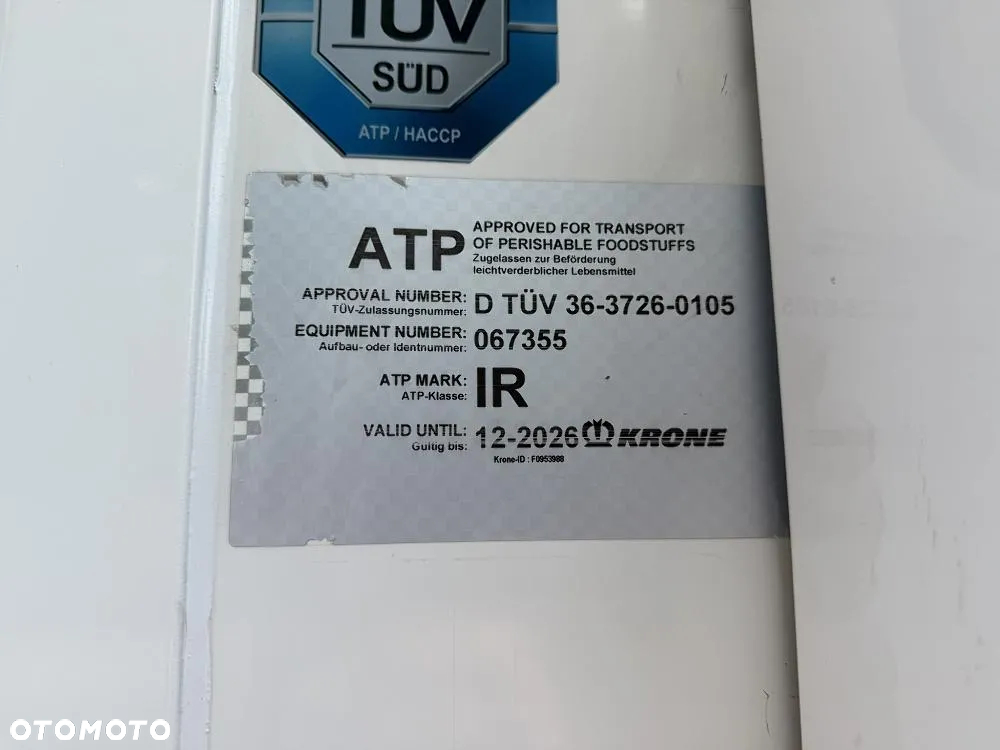 TÜV
SÜD
ATP / HACCP
ATP
APPROVED FOR TRANSPORT
OF PERISHABLE FOODSTUFFS
Zugelassen zur Beförderung
leichtverderblicher Lebensmittel
APPROVAL NUMBER: D TÜV 36-3726-0105
TÜV-Zulassungsnummer:
EQUIPMENT NUMBER: 067355
Aufbau- oder Identnummer:
ATP MARK: IR
ATP-Klasse:
VALID UNTIL: 12-2026 KRONE
Gültig bis:
Krone-ID : F0953988
OTOMOTO